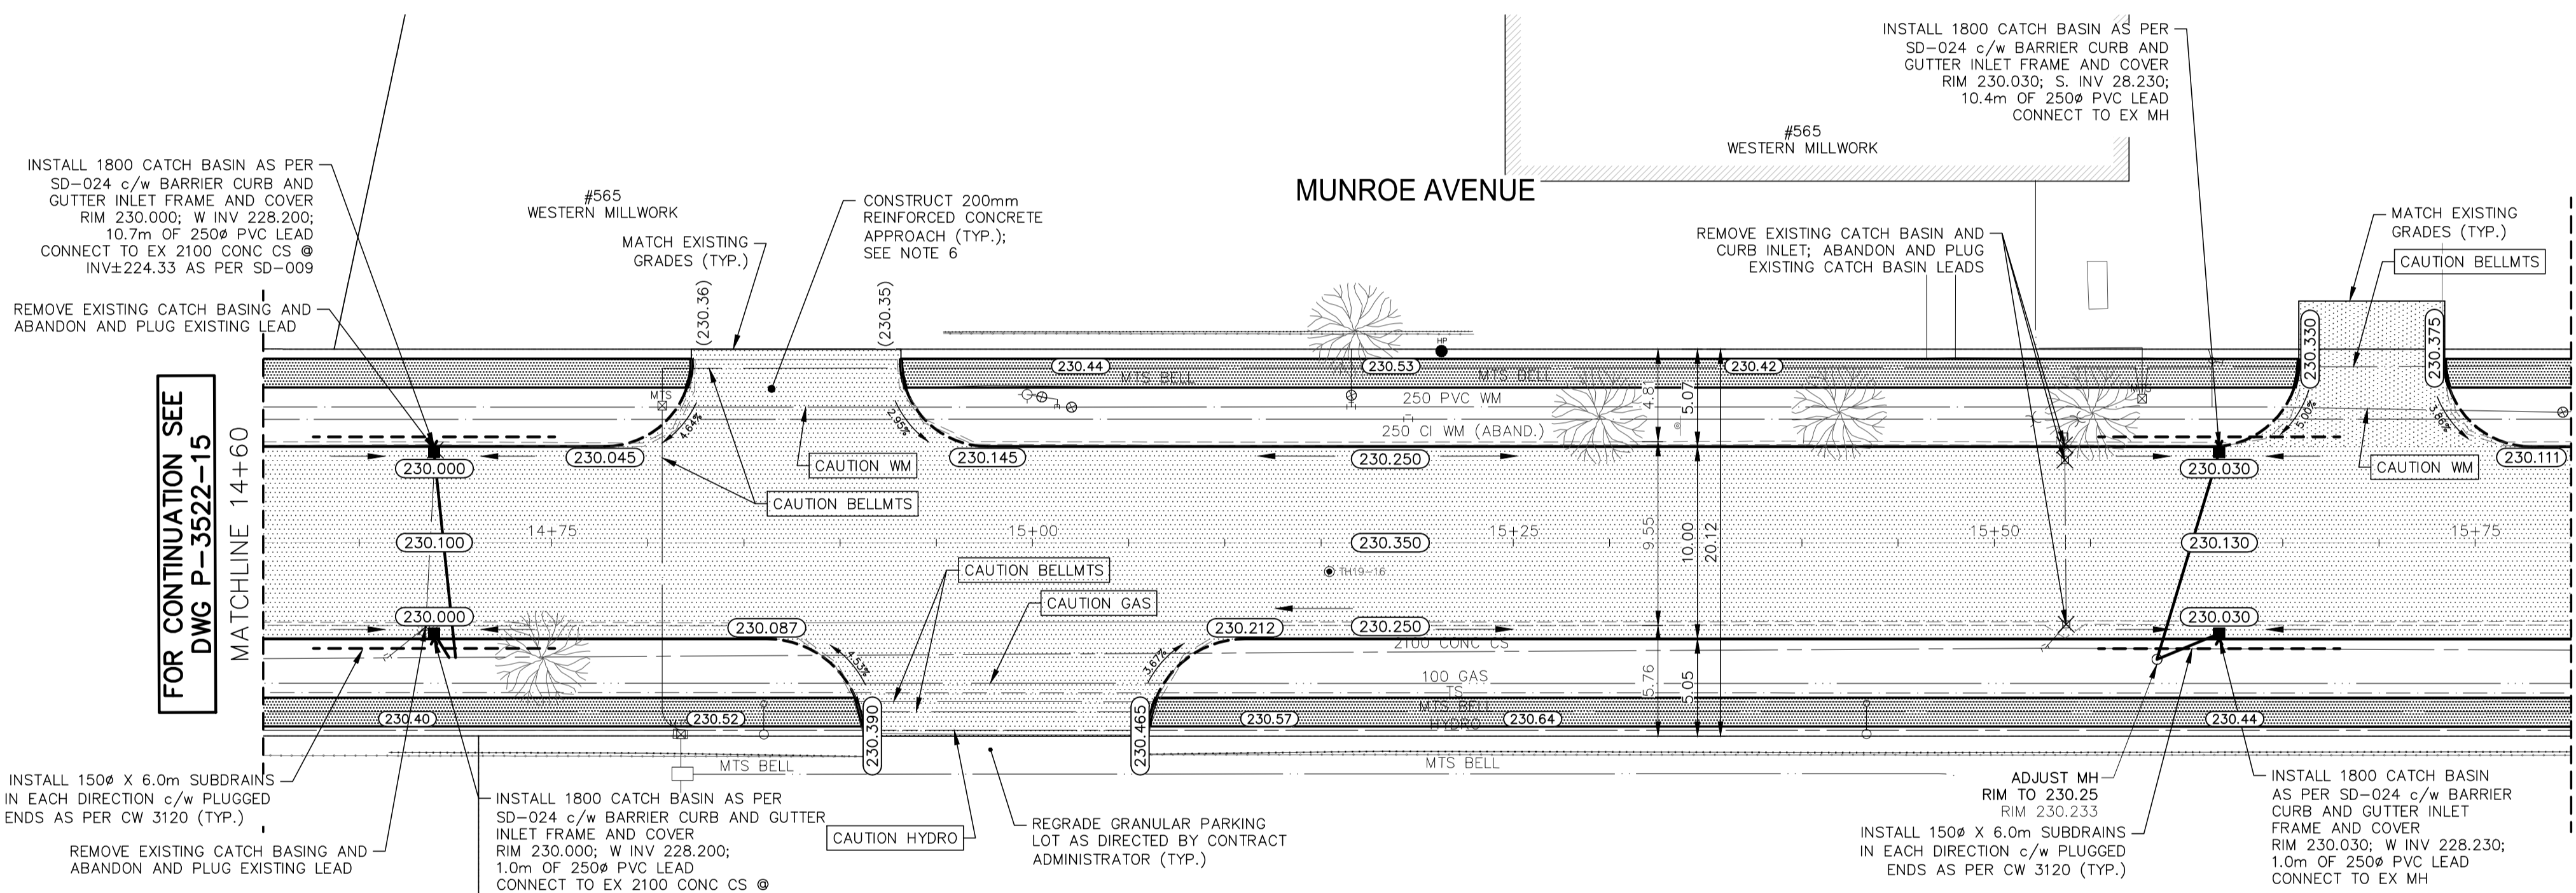 INSTALL 1800 CATCH BASIN AS PER
SD-024 c/w BARRIER CURB AND
GUTTER INLET FRAME AND COVER
RIM 230.030; S. INV 28.230;
10.4m OF 250ø PVC LEAD
CONNECT TO EX MH
#565
WESTERN MILLWORK
MUNROE AVENUE
INSTALL 1800 CATCH BASIN AS PER
SD-024 c/w BARRIER CURB AND
GUTTER INLET FRAME AND COVER
RIM 230.000; W INV 228.200;
10.7m OF 250ø PVC LEAD
CONNECT TO EX 2100 CONC CS @
INV±224.33 AS PER SD-009
REMOVE EXISTING CATCH BASING AND
ABANDON AND PLUG EXISTING LEAD
#565
WESTERN MILLWORK
MATCH EXISTING
GRADES (TYP.)
CONSTRUCT 200mm
REINFORCED CONCRETE
APPROACH (TYP.);
SEE NOTE 6
REMOVE EXISTING CATCH BASIN AND
CURB INLET; ABANDON AND PLUG
EXISTING CATCH BASIN LEADS
MATCH EXISTING
GRADES (TYP.)
CAUTION BELLMTS
(230.36)
(230.35)
230.330
230.375
HP
230.44
230.53
230.42
MTS BELL
MTS BELL
MTS
MTS
250 PVC WM
250 CI WM (ABAND.)
4.81
5.07
4.64%
2.95%
5.00%
3.86%
CAUTION WM
CAUTION BELLMTS
CAUTION WM
230.000
230.045
230.145
230.250
230.030
230.111
FOR CONTINUATION SEE
DWG P-3522-15
MATCHLINE 14+60
14+75
15+00
15+25
15+50
15+75
230.100
230.350
230.130
9.55
10.00
20.12
TH19-16
CAUTION BELLMTS
CAUTION GAS
230.000
230.087
230.212
230.250
230.030
4.53%
3.67%
2100 CONC CS
100 GAS
TS
MTS BELL
HYDRO
5.76
5.05
230.40
230.52
230.390
230.465
230.57
230.64
230.44
MTS BELL
MTS BELL
INSTALL 150ø X 6.0m SUBDRAINS
IN EACH DIRECTION c/w PLUGGED
ENDS AS PER CW 3120 (TYP.)
REMOVE EXISTING CATCH BASING AND
ABANDON AND PLUG EXISTING LEAD
INSTALL 1800 CATCH BASIN AS PER
SD-024 c/w BARRIER CURB AND GUTTER
INLET FRAME AND COVER
RIM 230.000; W INV 228.200;
1.0m OF 250ø PVC LEAD
CONNECT TO EX 2100 CONC CS @
CAUTION HYDRO
REGRADE GRANULAR PARKING
LOT AS DIRECTED BY CONTRACT
ADMINISTRATOR (TYP.)
ADJUST MH
RIM TO 230.25
RIM 230.233
INSTALL 150ø X 6.0m SUBDRAINS
IN EACH DIRECTION c/w PLUGGED
ENDS AS PER CW 3120 (TYP.)
INSTALL 1800 CATCH BASIN
AS PER SD-024 c/w BARRIER
CURB AND GUTTER INLET
FRAME AND COVER
RIM 230.030; W INV 228.230;
1.0m OF 250ø PVC LEAD
CONNECT TO EX MH